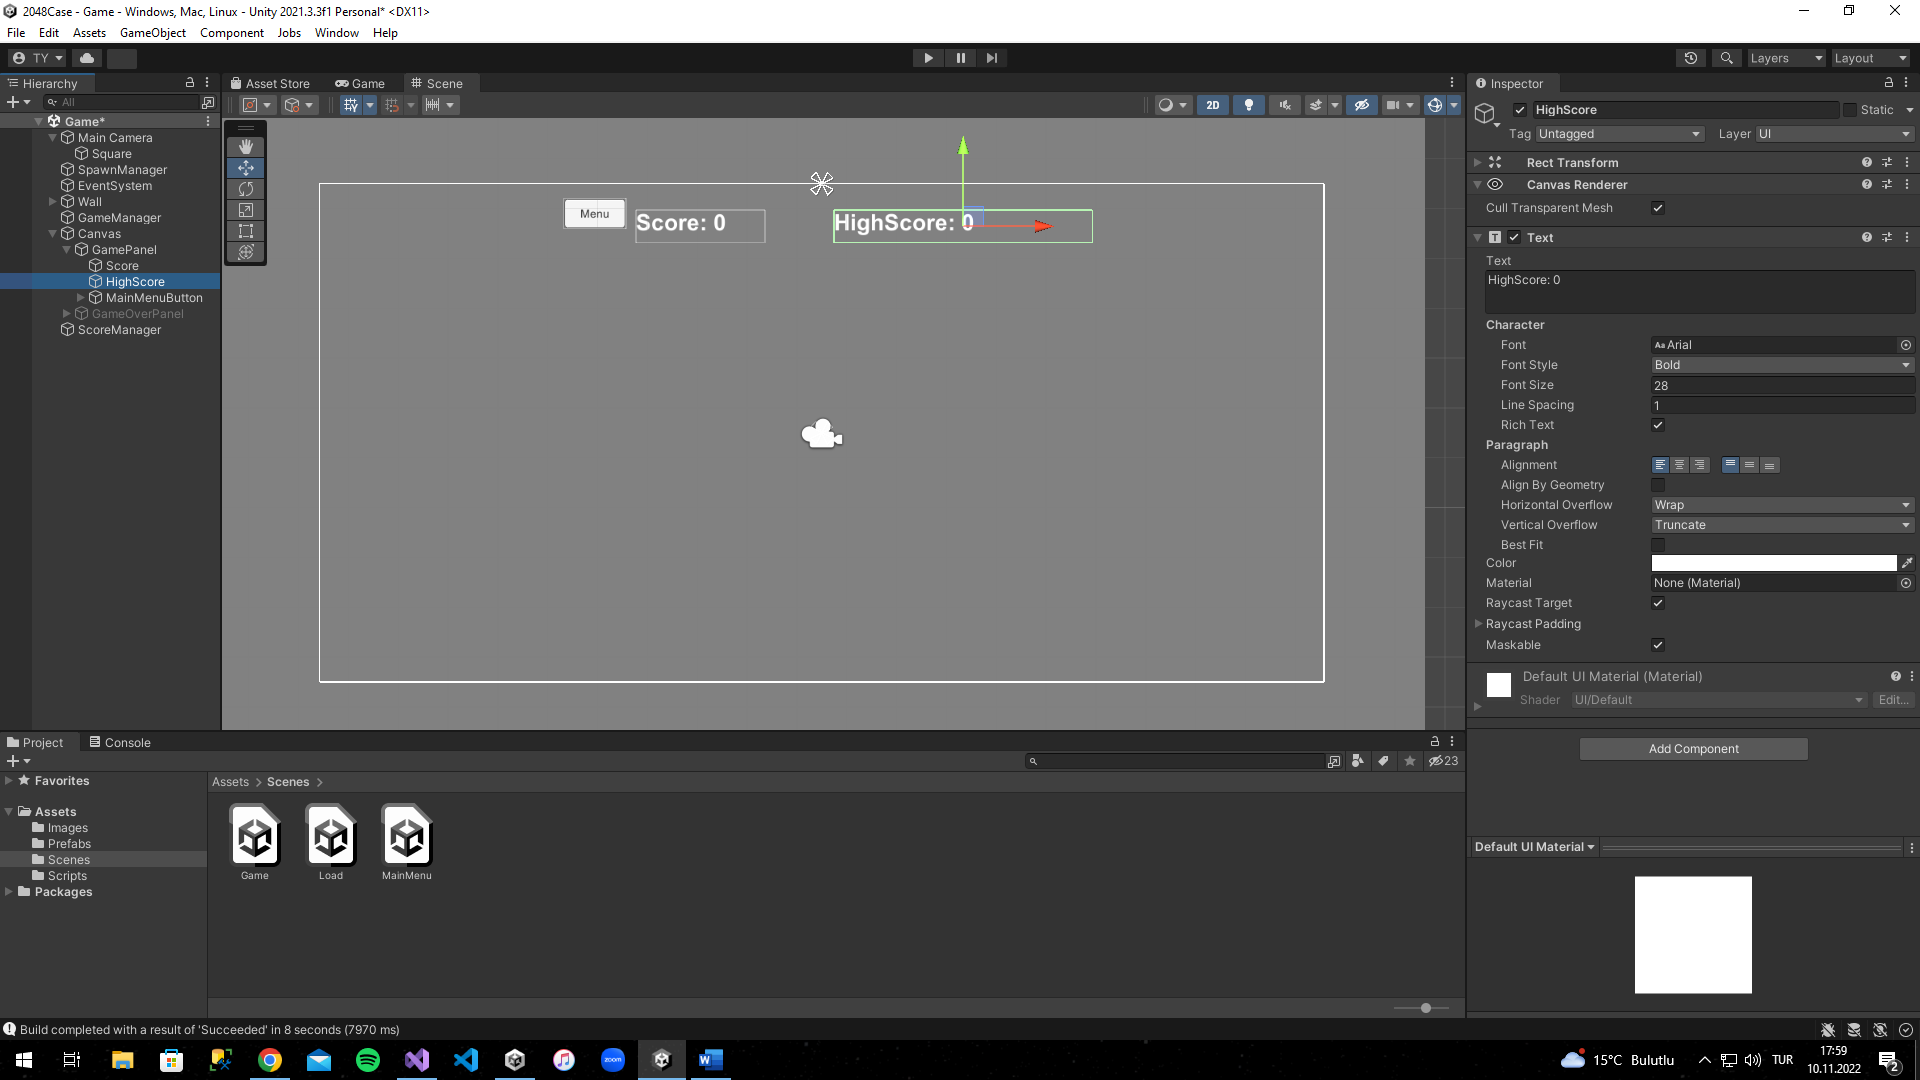 2048Case - Game - Windows, Mac, Linux - Unity 2021.3.3f1 Personal* <DX11>
File Edit Assets GameObject Component Jobs Window Help
TY
Layers
Layout
Hierarchy
All
Game*
Main Camera
Square
SpawnManager
EventSystem
Wall
GameManager
Canvas
GamePanel
Score
HighScore
MainMenuButton
GameOverPanel
ScoreManager
Asset Store
Game
Scene
2D
Menu
Score: 0
HighScore: 0
Inspector
HighScore
Static
Tag Untagged
Layer UI
Rect Transform
Canvas Renderer
Cull Transparent Mesh
Text
Text
HighScore: 0
Character
Font Arial
Font Style Bold
Font Size 28
Line Spacing 1
Rich Text
Paragraph
Alignment
Align By Geometry
Horizontal Overflow Wrap
Vertical Overflow Truncate
Best Fit
Color
Material None (Material)
Raycast Target
Raycast Padding
Maskable
Default UI Material (Material)
Shader UI/Default Edit...
Add Component
Default UI Material
Project
Console
23
Favorites
Assets
Images
Prefabs
Scenes
Scripts
Packages
Assets > Scenes >
Game
Load
MainMenu
Build completed with a result of 'Succeeded' in 8 seconds (7970 ms)
zoom
15°C Bulutlu
TUR
17:59
10.11.2022
2